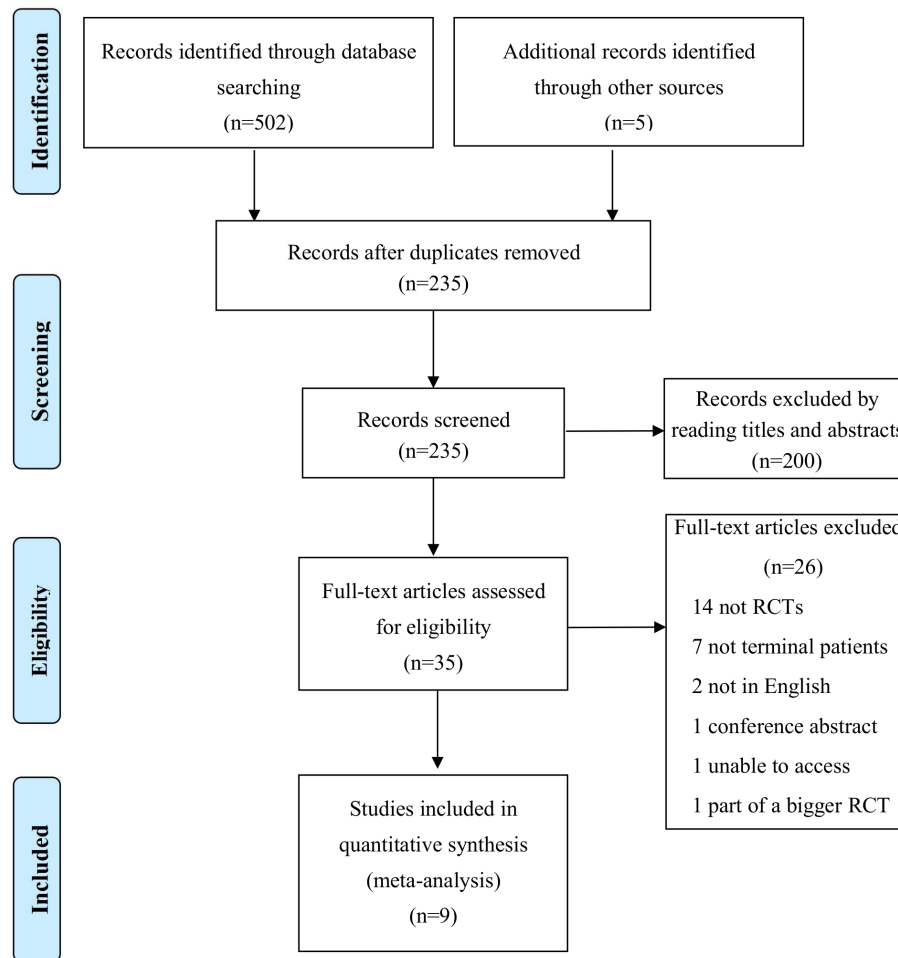 Identification
Records identified through database
searching
(n=502)
Additional records identified
through other sources
(n=5)
Records after duplicates removed
(n=235)
Screening
Records screened
(n=235)
Records excluded by
reading titles and abstracts
(n=200)
Eligibility
Full-text articles assessed
for eligibility
(n=35)
Full-text articles excluded
(n=26)
14 not RCTs
7 not terminal patients
2 not in English
1 conference abstract
1 unable to access
1 part of a bigger RCT
Included
Studies included in
quantitative synthesis
(meta-analysis)
(n=9)